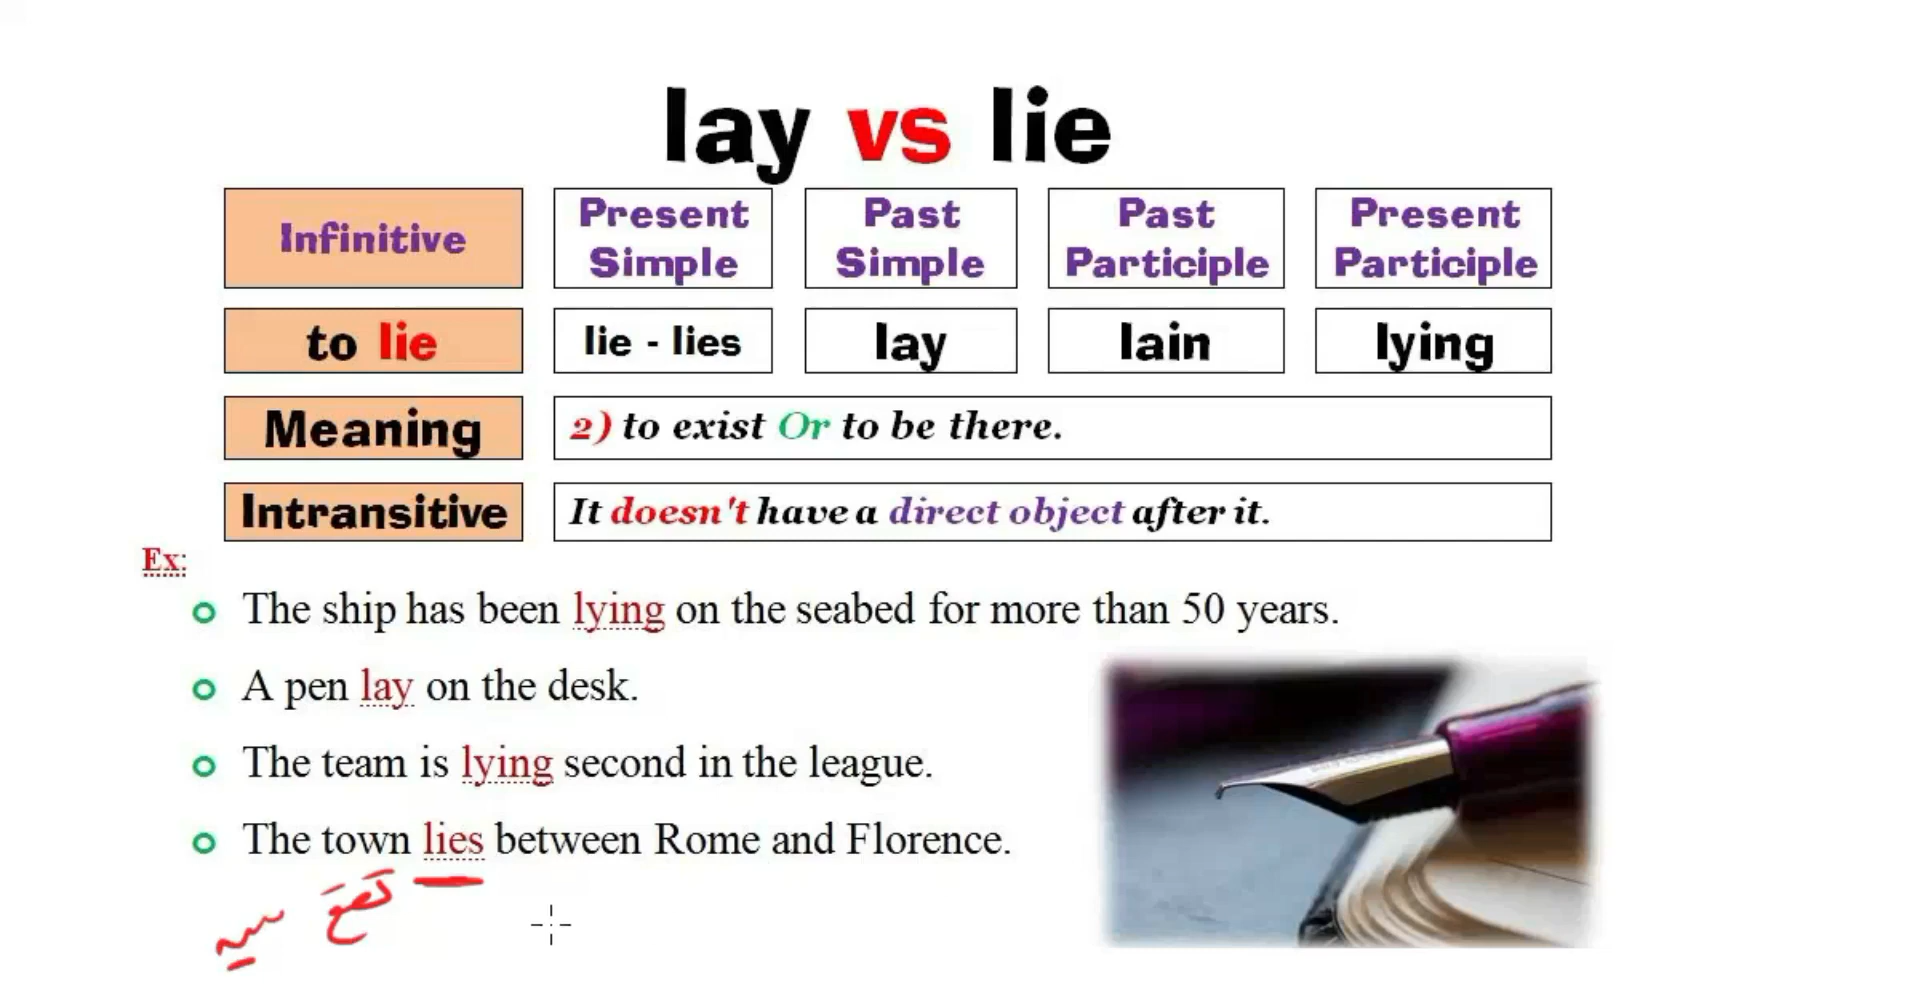 lay vs lie
Infinitive
Present Simple
Past Simple
Past Participle
Present Participle
to lie
lie - lies
lay
lain
lying
Meaning
2) to exist Or to be there.
Intransitive
It doesn't have a direct object after it.
Ex:
The ship has been lying on the seabed for more than 50 years.
A pen lay on the desk.
The team is lying second in the league.
The town lies between Rome and Florence.